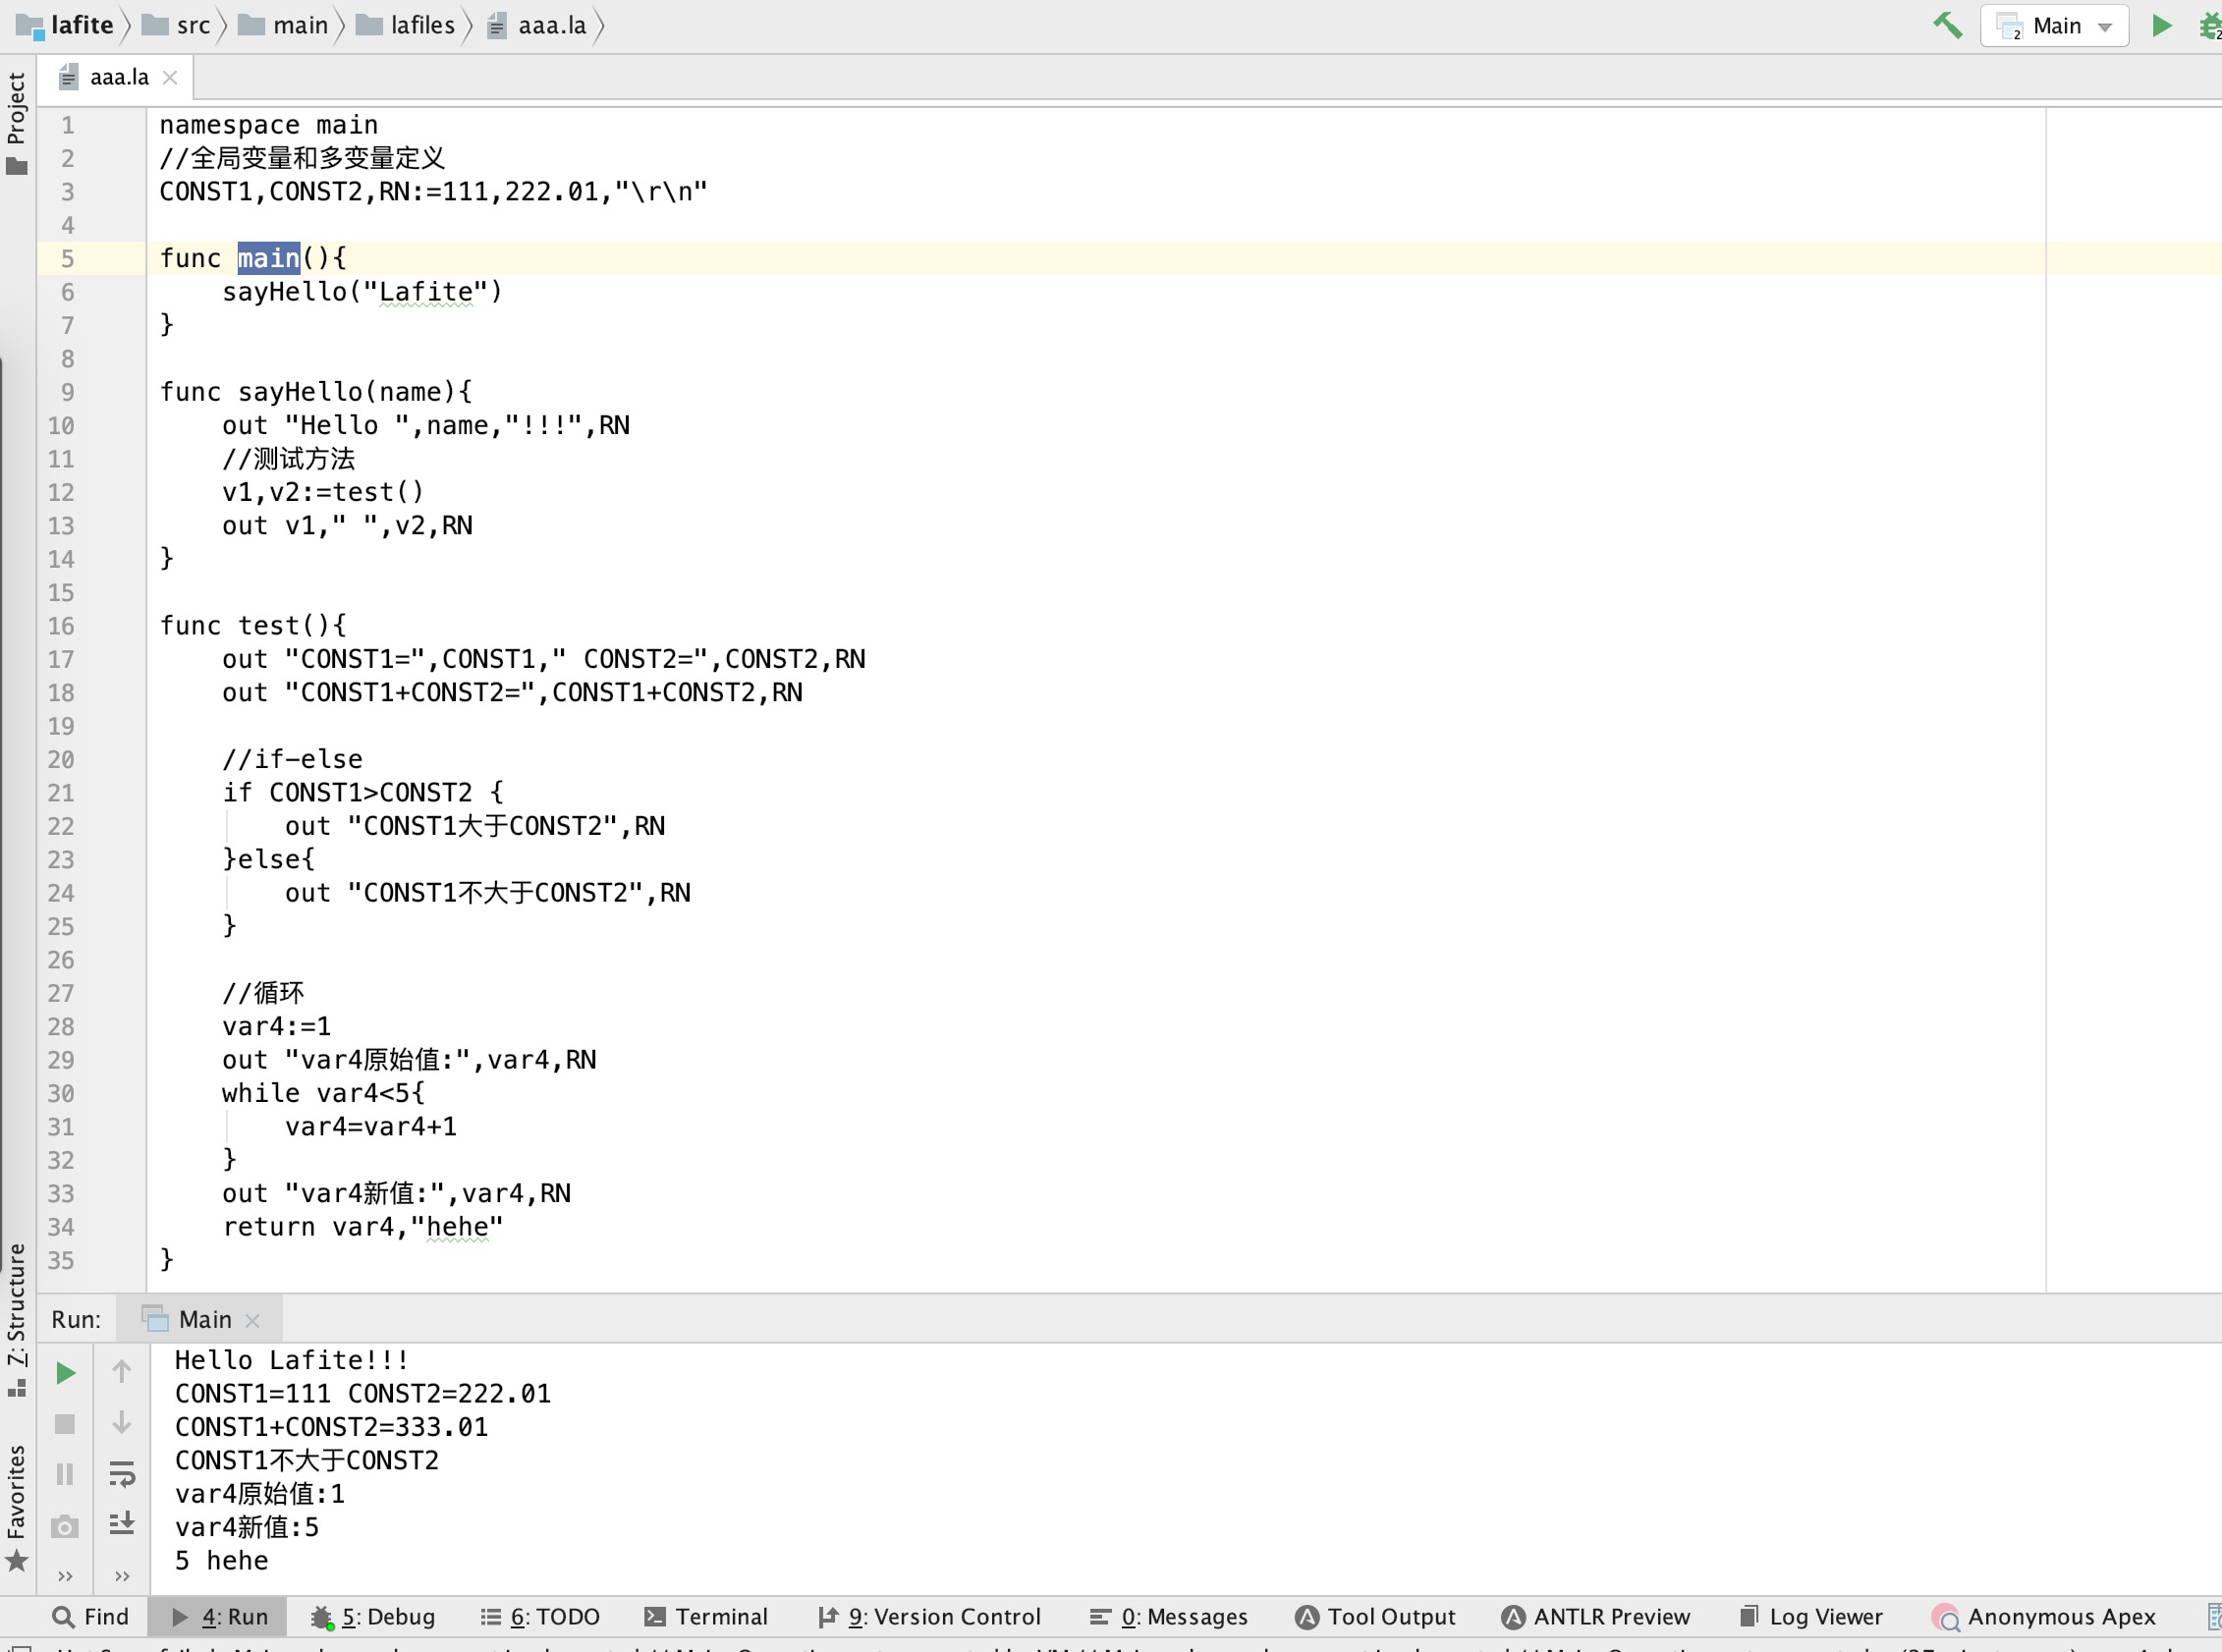 lafite src main lafiles aaa.la Main
aaa.la
Project
1 namespace main
2 //全局变量和多变量定义
3 CONST1,CONST2,RN:=111,222.01,"\r\n"
4
5 func main(){
6 sayHello("Lafite")
7 }
8
9 func sayHello(name){
10 out "Hello ",name,"!!!",RN
11 //测试方法
12 v1,v2:=test()
13 out v1," ",v2,RN
14 }
15
16 func test(){
17 out "CONST1=",CONST1," CONST2=",CONST2,RN
18 out "CONST1+CONST2=",CONST1+CONST2,RN
19
20 //if-else
21 if CONST1>CONST2 {
22 out "CONST1大于CONST2",RN
23 }else{
24 out "CONST1不大于CONST2",RN
25 }
26
27 //循环
28 var4:=1
29 out "var4原始值:",var4,RN
30 while var4<5{
31 var4=var4+1
32 }
33 out "var4新值:",var4,RN
34 return var4,"hehe"
35 }
Z: Structure
Favorites
Run: Main
Hello Lafite!!!
CONST1=111 CONST2=222.01
CONST1+CONST2=333.01
CONST1不大于CONST2
var4原始值:1
var4新值:5
5 hehe
Find 4: Run 5: Debug 6: TODO Terminal 9: Version Control 0: Messages Tool Output ANTLR Preview Log Viewer Anonymous Apex